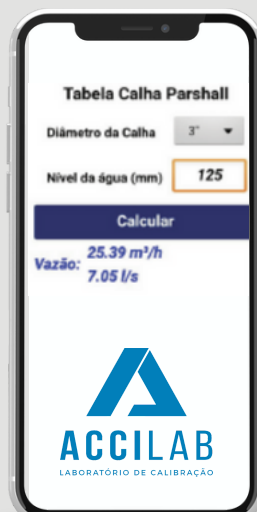 Tabela Calha Parshall
Diâmetro da Calha 3"
Nível da água (mm) 125
Calcular
Vazão: 25.39 m³/h
7.05 l/s
ACCILAB
LABORATÓRIO DE CALIBRAÇÃO